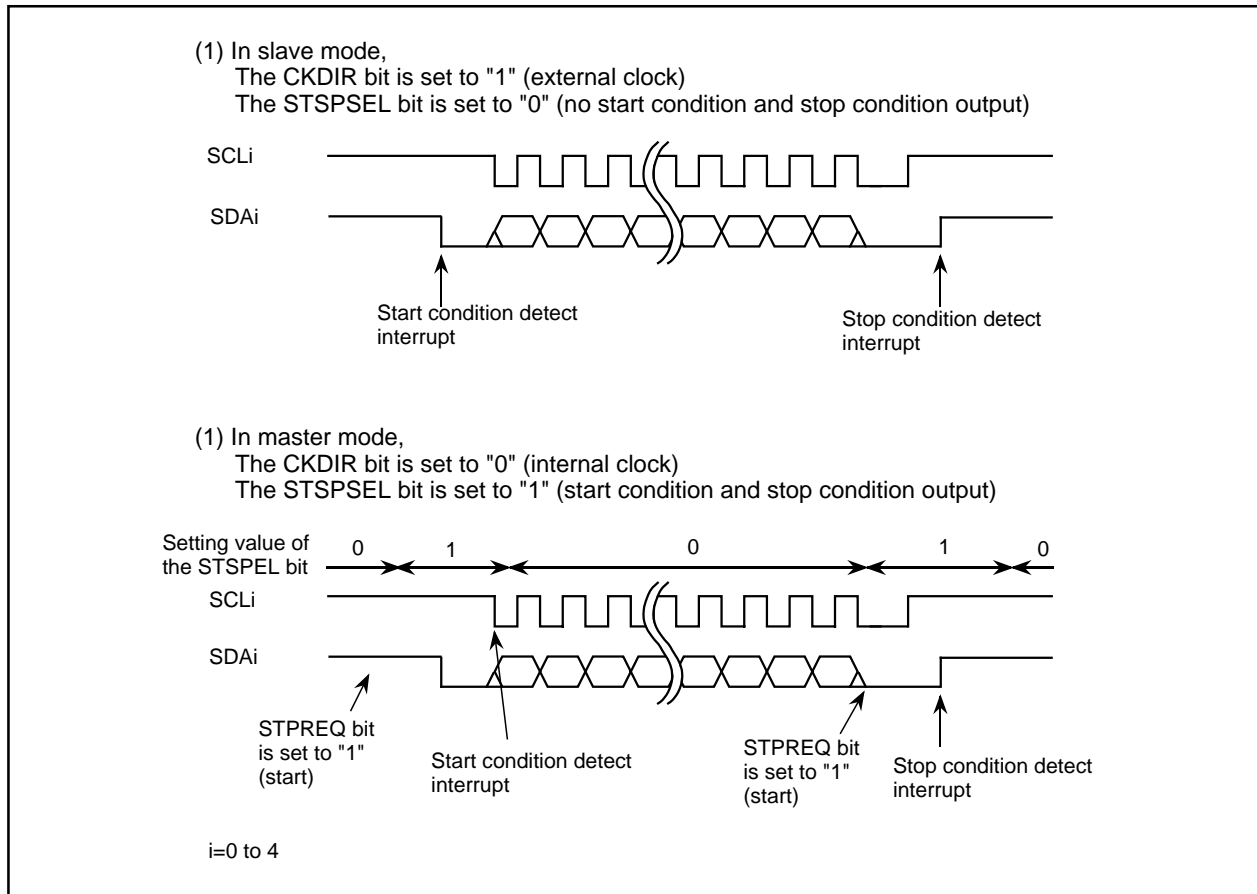 (1) In slave mode,
The CKDIR bit is set to "1" (external clock)
The STSPSEL bit is set to "0" (no start condition and stop condition output)
SCLi
SDAi
Start condition detect
interrupt
Stop condition detect
interrupt
(1) In master mode,
The CKDIR bit is set to "0" (internal clock)
The STSPSEL bit is set to "1" (start condition and stop condition output)
Setting value of
the STSPEL bit
0 1 0 1 0
SCLi
SDAi
STPREQ bit
is set to "1"
(start)
Start condition detect
interrupt
STPREQ bit
is set to "1"
(start)
Stop condition detect
interrupt
i=0 to 4